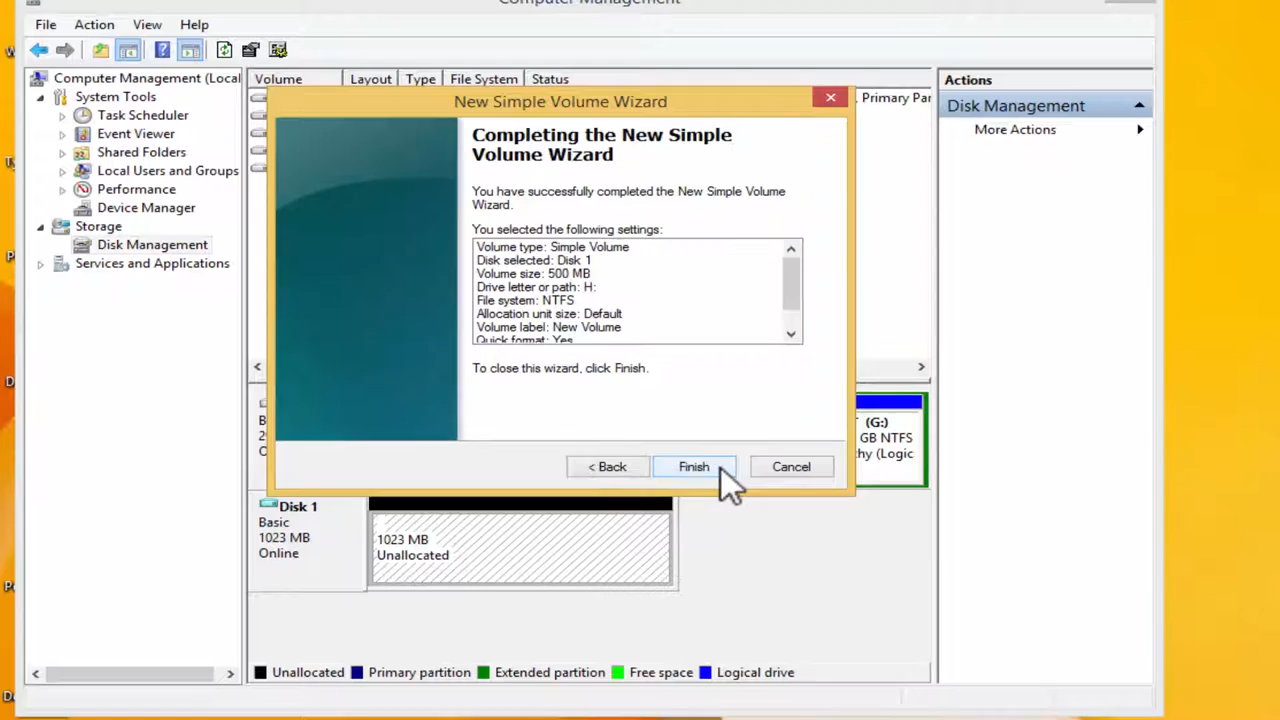 Computer Management
File Action View Help
Computer Management (Local
System Tools
Task Scheduler
Event Viewer
Shared Folders
Local Users and Groups
Performance
Device Manager
Storage
Disk Management
Services and Applications
Volume Layout Type File System Status
Primary Par
New Simple Volume Wizard
Completing the New Simple
Volume Wizard
You have successfully completed the New Simple Volume
Wizard.
You selected the following settings:
Volume type: Simple Volume
Disk selected: Disk 1
Volume size: 500 MB
Drive letter or path: H:
File system: NTFS
Allocation unit size: Default
Volume label: New Volume
Quick format: Yes
To close this wizard, click Finish.
< Back Finish Cancel
(G:)
GB NTFS
hy (Logic
Disk 1
Basic
1023 MB
Online
1023 MB
Unallocated
Unallocated Primary partition Extended partition Free space Logical drive
Actions
Disk Management
More Actions